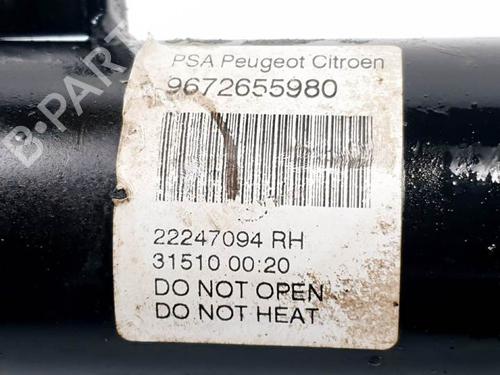 PSA Peugeot Citroen
9672655980
22247094 RH
31510 00:20
DO NOT OPEN
DO NOT HEAT
B-PARTS